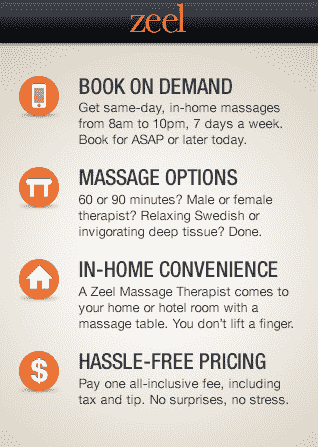 zeel
BOOK ON DEMAND
Get same-day, in-home massages
from 8am to 10pm, 7 days a week.
Book for ASAP or later today.
MASSAGE OPTIONS
60 or 90 minutes? Male or female
therapist? Relaxing Swedish or
invigorating deep tissue? Done.
IN-HOME CONVENIENCE
A Zeel Massage Therapist comes to
your home or hotel room with a
massage table. You don't lift a finger.
$
HASSLE-FREE PRICING
Pay one all-inclusive fee, including
tax and tip. No surprises, no stress.